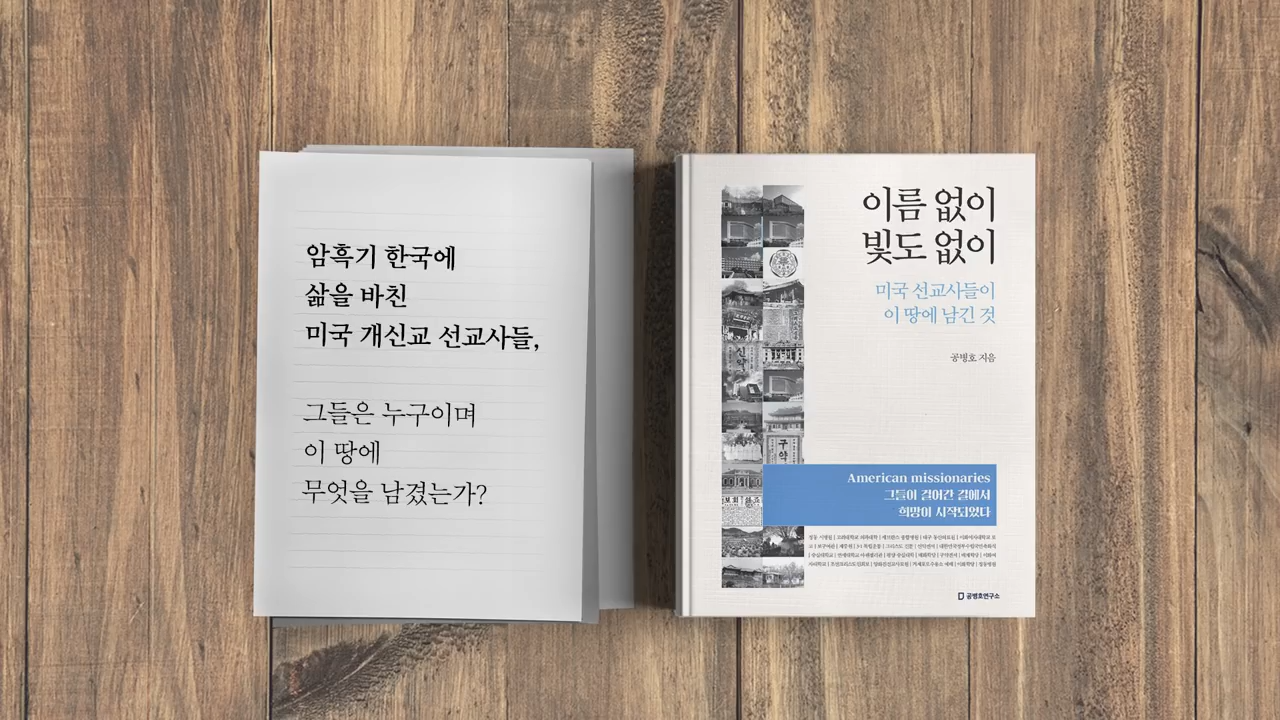 암흑기 한국에
삶을 바친
미국 개신교 선교사들,
그들은 누구이며
이 땅에
무엇을 남겼는가?
이름 없이
빛도 없이
미국 선교사들이
이 땅에 남긴 것
공병호 지음
신약
구약
American missionaries
그들이 걸어간 길에서
희망이 시작되었다
공병호연구소